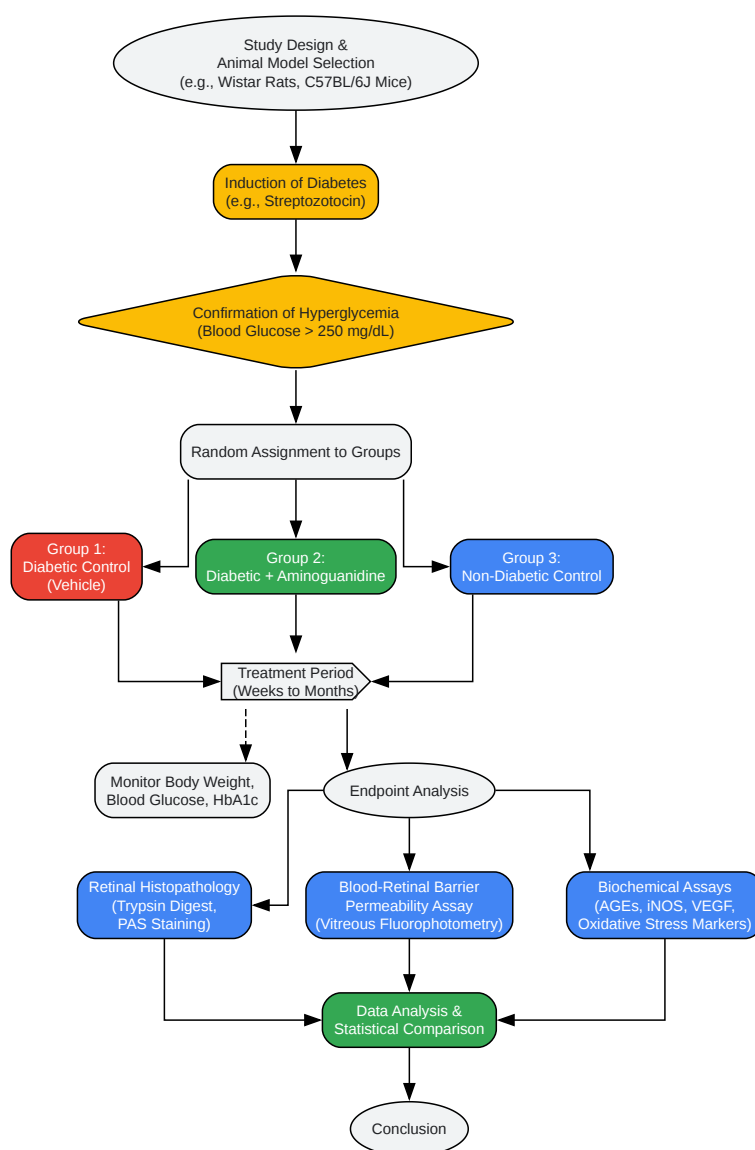 Study Design &
Animal Model Selection
(e.g., Wistar Rats, C57BL/6J Mice)
Induction of Diabetes
(e.g., Streptozotocin)
Confirmation of Hyperglycemia
(Blood Glucose > 250 mg/dL)
Random Assignment to Groups
Group 1:
Diabetic Control
(Vehicle)
Group 2:
Diabetic + Aminoguanidine
Group 3:
Non-Diabetic Control
Treatment Period
(Weeks to Months)
Monitor Body Weight,
Blood Glucose, HbA1c
Endpoint Analysis
Retinal Histopathology
(Trypsin Digest,
PAS Staining)
Blood-Retinal Barrier
Permeability Assay
(Vitreous Fluorophotometry)
Biochemical Assays
(AGEs, iNOS, VEGF,
Oxidative Stress Markers)
Data Analysis &
Statistical Comparison
Conclusion